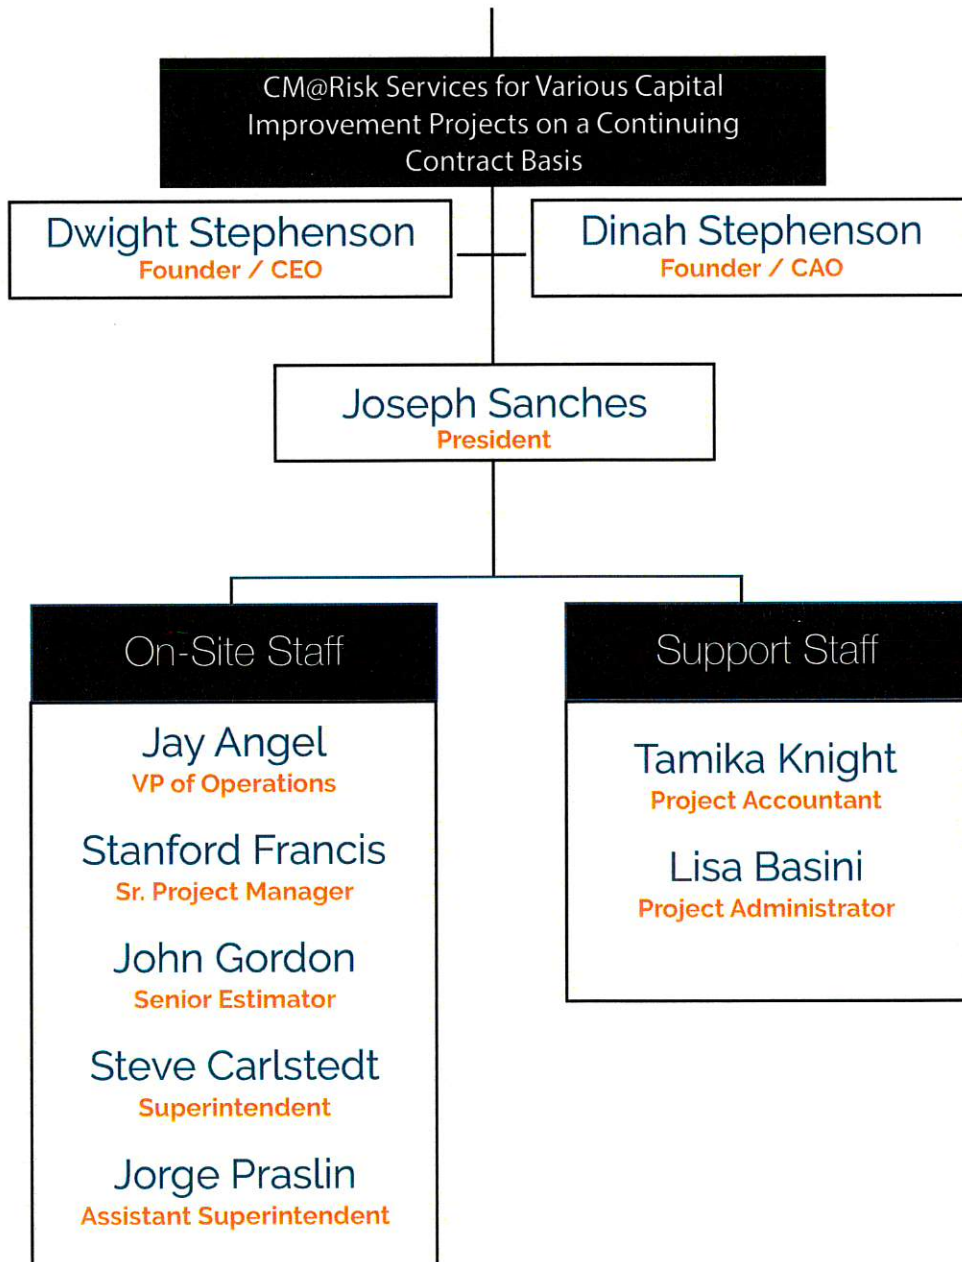 CM@Risk Services for Various Capital
Improvement Projects on a Continuing
Contract Basis
Dwight Stephenson
Founder / CEO
Dinah Stephenson
Founder / CAO
Joseph Sanches
President
On-Site Staff
Jay Angel
VP of Operations
Stanford Francis
Sr. Project Manager
John Gordon
Senior Estimator
Steve Carlstedt
Superintendent
Jorge Praslin
Assistant Superintendent
Support Staff
Tamika Knight
Project Accountant
Lisa Basini
Project Administrator